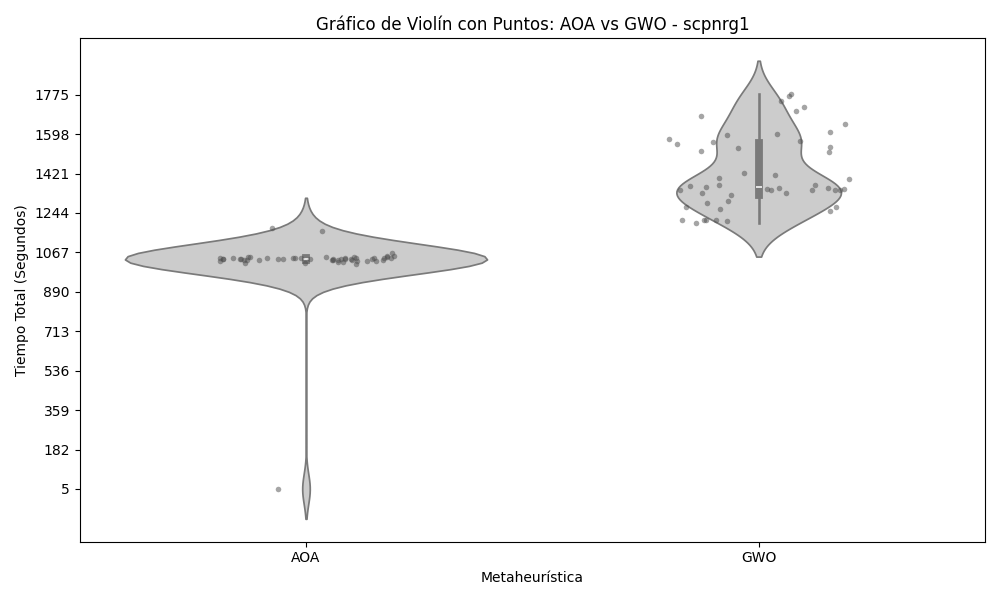 Gráfico de Violín con Puntos: AOA vs GWO - scpnrg1
Tiempo Total (Segundos)
1775
1598
1421
1244
1067
890
713
536
359
182
5
AOA
GWO
Metaheurística